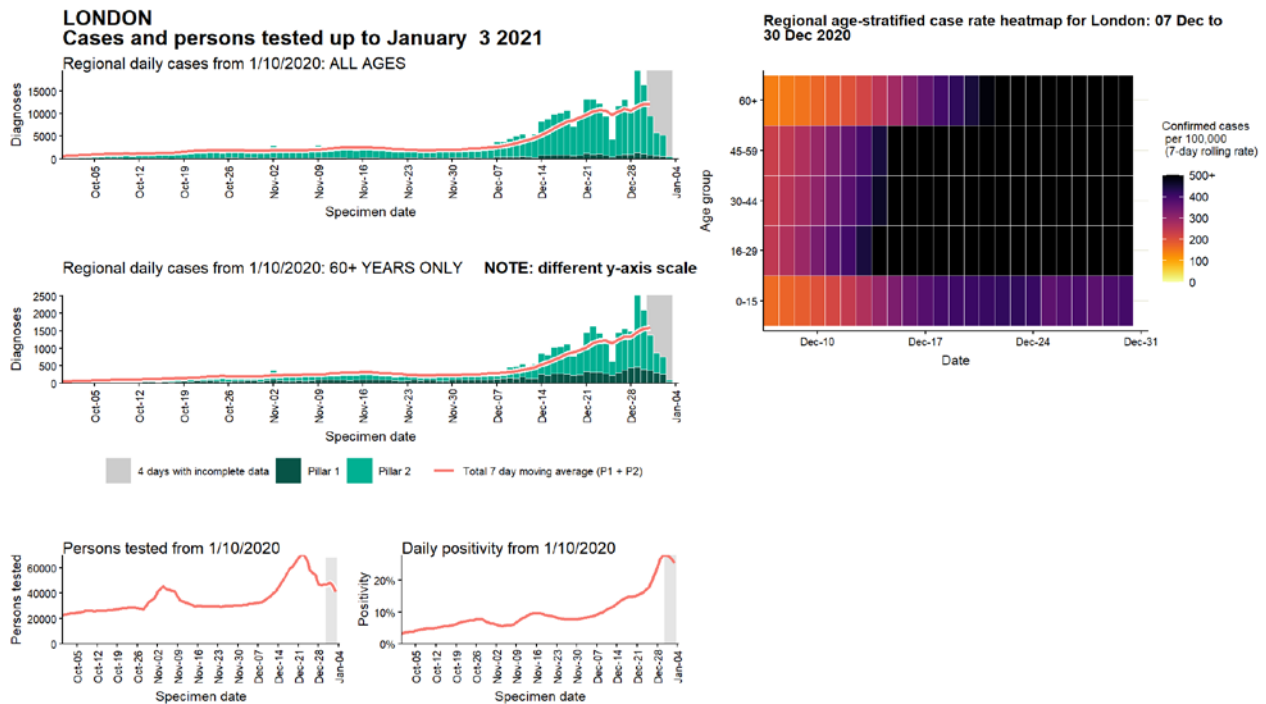 LONDON
Cases and persons tested up to January 3 2021
Regional daily cases from 1/10/2020: ALL AGES
Diagnoses
15000
10000
5000
0
Oct-05
Oct-12
Oct-19
Oct-26
Nov-02
Nov-09
Nov-16
Nov-23
Nov-30
Dec-07
Dec-14
Dec-21
Dec-28
Jan-04
Specimen date
Regional daily cases from 1/10/2020: 60+ YEARS ONLY NOTE: different y-axis scale
Diagnoses
2500
2000
1500
1000
500
0
Oct-05
Oct-12
Oct-19
Oct-26
Nov-02
Nov-09
Nov-16
Nov-23
Nov-30
Dec-07
Dec-14
Dec-21
Dec-28
Jan-04
Specimen date
4 days with incomplete data
Pillar 1
Pillar 2
Total 7 day moving average (P1 + P2)
Persons tested from 1/10/2020
Persons tested
60000
40000
20000
0
Oct-05
Oct-12
Oct-19
Oct-26
Nov-02
Nov-09
Nov-16
Nov-23
Nov-30
Dec-07
Dec-14
Dec-21
Dec-28
Jan-04
Specimen date
Daily positivity from 1/10/2020
Positivity
20%
10%
0%
Oct-05
Oct-12
Oct-19
Oct-26
Nov-02
Nov-09
Nov-16
Nov-23
Nov-30
Dec-07
Dec-14
Dec-21
Dec-28
Jan-04
Specimen date
Regional age-stratified case rate heatmap for London: 07 Dec to
30 Dec 2020
Age group
60+
45-59
30-44
16-29
0-15
Dec-10
Dec-17
Dec-24
Dec-31
Date
Confirmed cases
per 100,000
(7-day rolling rate)
500+
400
300
200
100
0